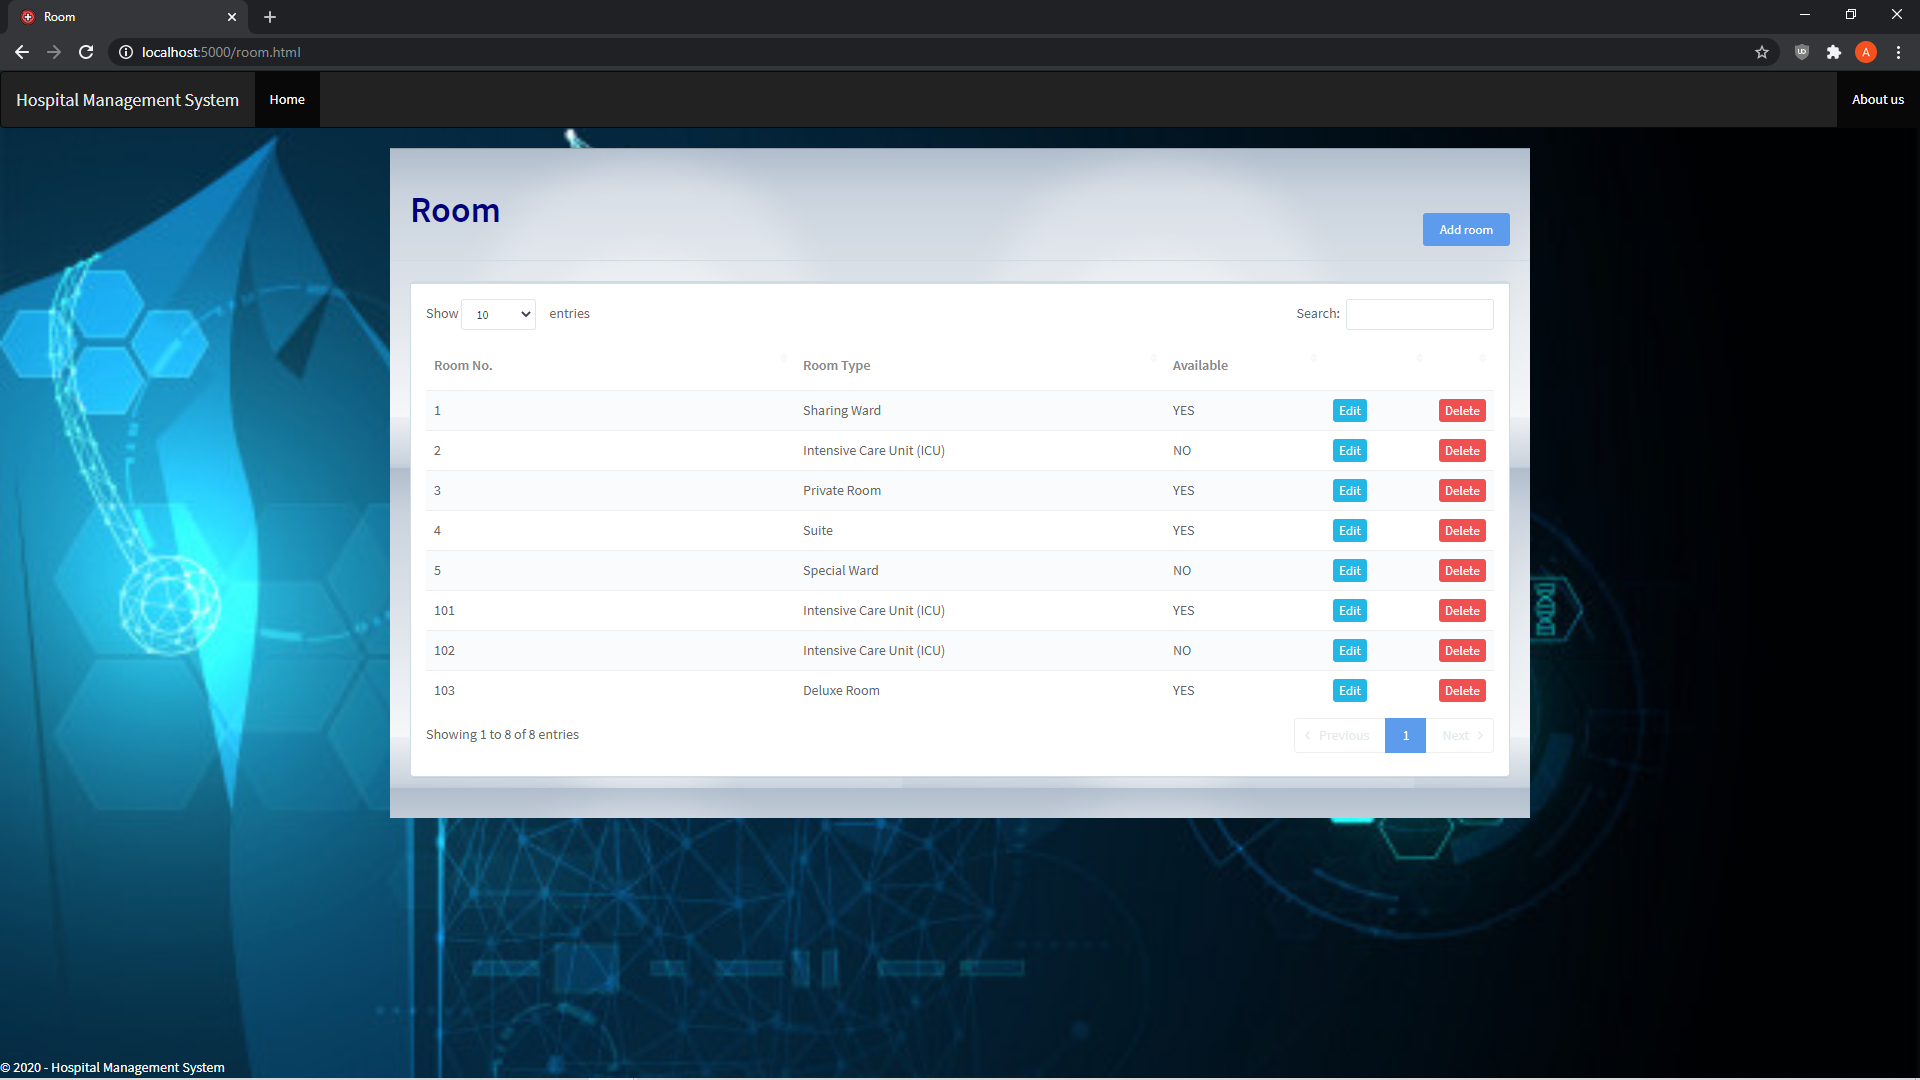 Room
localhost:5000/room.html
A
Hospital Management System Home About us
Room
Add room
Show 10 entries Search:
Room No. Room Type Available
1 Sharing Ward YES Edit Delete
2 Intensive Care Unit (ICU) NO Edit Delete
3 Private Room YES Edit Delete
4 Suite YES Edit Delete
5 Special Ward NO Edit Delete
101 Intensive Care Unit (ICU) YES Edit Delete
102 Intensive Care Unit (ICU) NO Edit Delete
103 Deluxe Room YES Edit Delete
Showing 1 to 8 of 8 entries Previous 1 Next
© 2020 - Hospital Management System